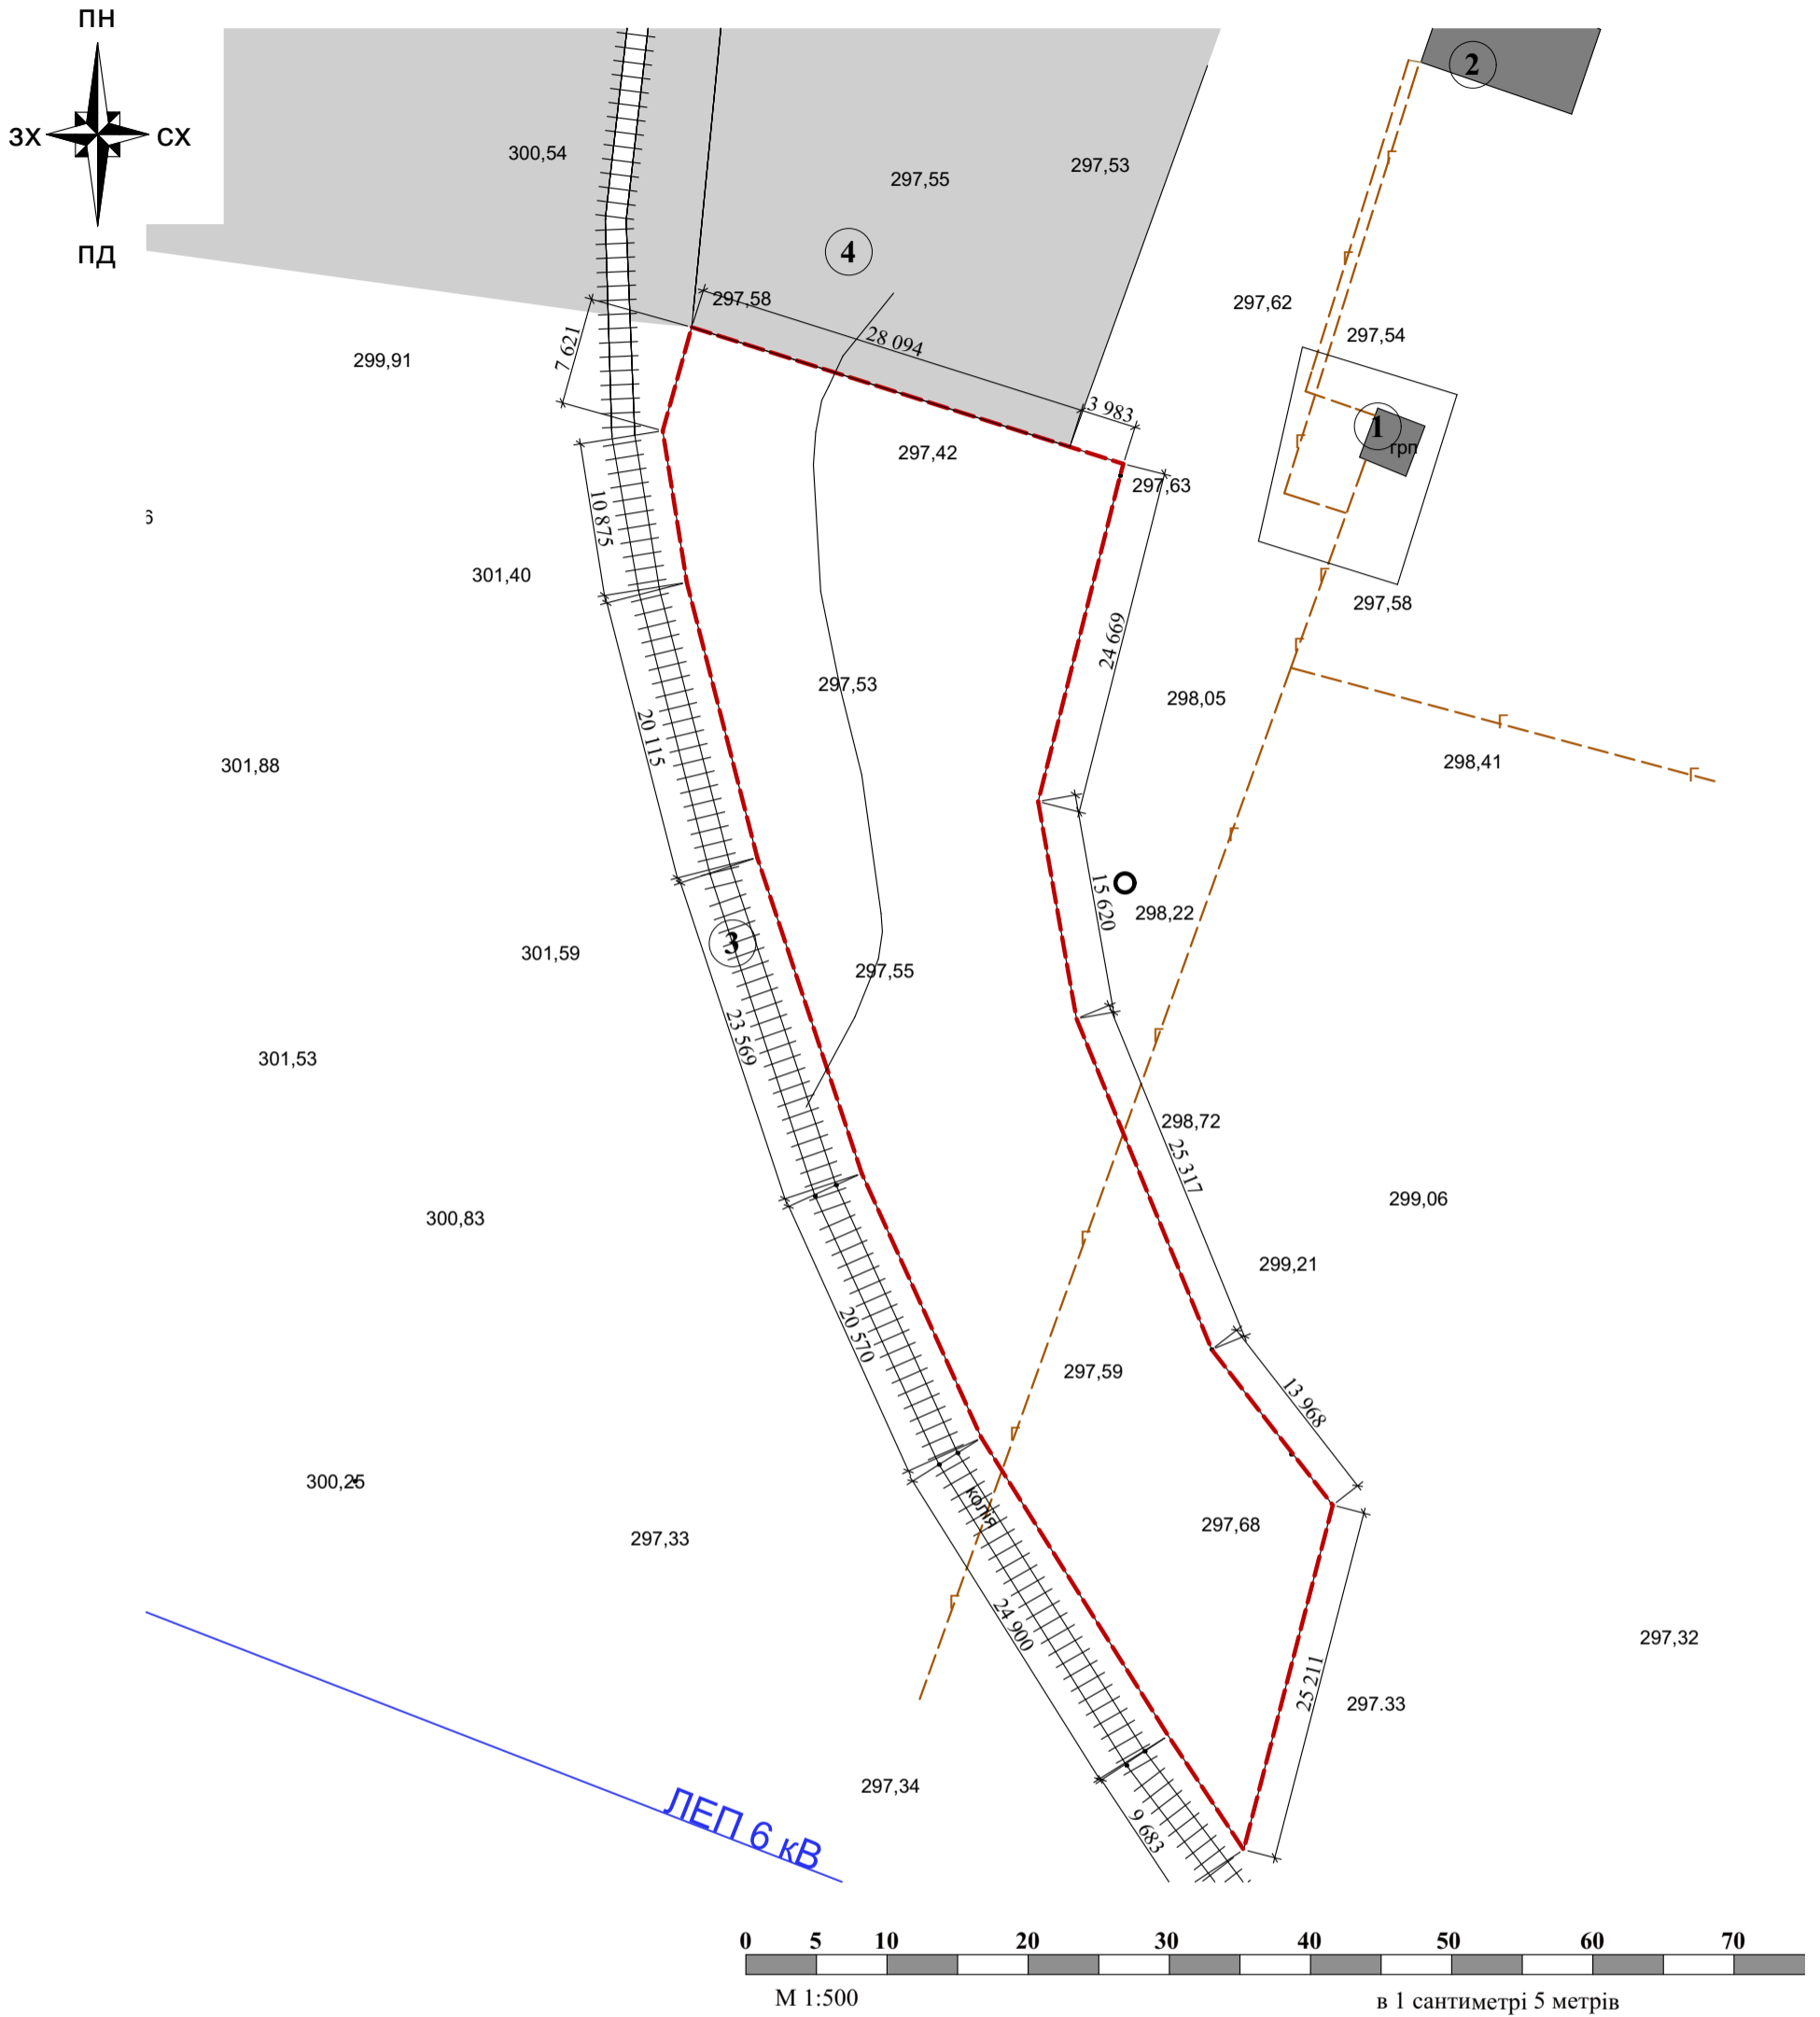 ПН
ЗХ
СХ
ПД
2
300,54
297,55
297,53
4
297,58
297,62
297,54
28 094
7 621
299,91
3 983
1
грп
297,42
297,63
10 875
6
301,40
297,58
24 669
297,53
298,05
20 115
301,88
298,41
15 620
298,22
3
301,59
297,55
23 569
301,53
298,72
25 317
299,06
300,83
299,21
20 570
297,59
13 968
300,25
колія
297,33
297,68
24 900
297,32
25 211
297.33
297,34
ЛЕП 6 кВ
9 683
0 5 10 20 30 40 50 60 70
М 1:500
в 1 сантиметрі 5 метрів
Г
Г
Г
Г
Г
Г
Г
Г
Г
Г
Г
Г